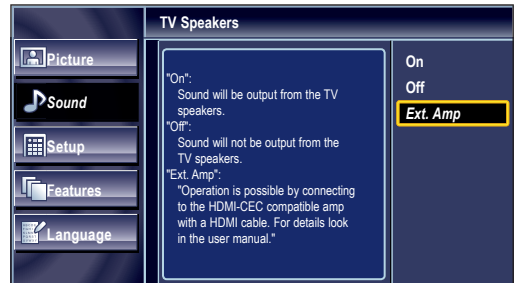 TV Speakers
Picture
Sound
Setup
Features
Language
"On":
Sound will be output from the TV
speakers.
"Off":
Sound will not be output from the
TV speakers.
"Ext. Amp":
"Operation is possible by connecting
to the HDMI-CEC compatible amp
with a HDMI cable. For details look
in the user manual."
On
Off
Ext. Amp